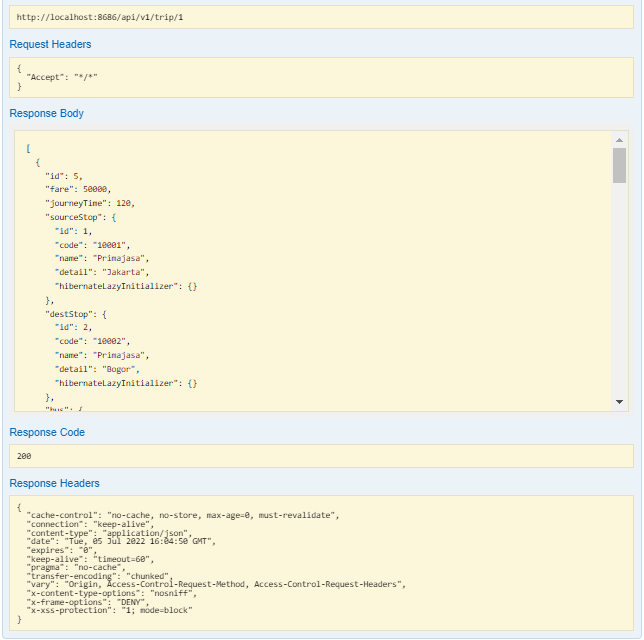 http://localhost:8686/api/v1/trip/1
Request Headers
{
  "Accept": "*/*"
}
Response Body
[
  {
    "id": 5,
    "fare": 50000,
    "journeyTime": 120,
    "sourceStop": {
      "id": 1,
      "code": "10001",
      "name": "Primajasa",
      "detail": "Jakarta",
      "hibernateLazyInitializer": {}
    },
    "destStop": {
      "id": 2,
      "code": "10002",
      "name": "Primajasa",
      "detail": "Bogor",
      "hibernateLazyInitializer": {}
    },
    "bus": {
Response Code
200
Response Headers
{
  "cache-control": "no-cache, no-store, max-age=0, must-revalidate",
  "connection": "keep-alive",
  "content-type": "application/json",
  "date": "Tue, 05 Jul 2022 16:04:50 GMT",
  "expires": "0",
  "keep-alive": "timeout=60",
  "pragma": "no-cache",
  "transfer-encoding": "chunked",
  "vary": "Origin, Access-Control-Request-Method, Access-Control-Request-Headers",
  "x-content-type-options": "nosniff",
  "x-frame-options": "DENY",
  "x-xss-protection": "1; mode=block"
}